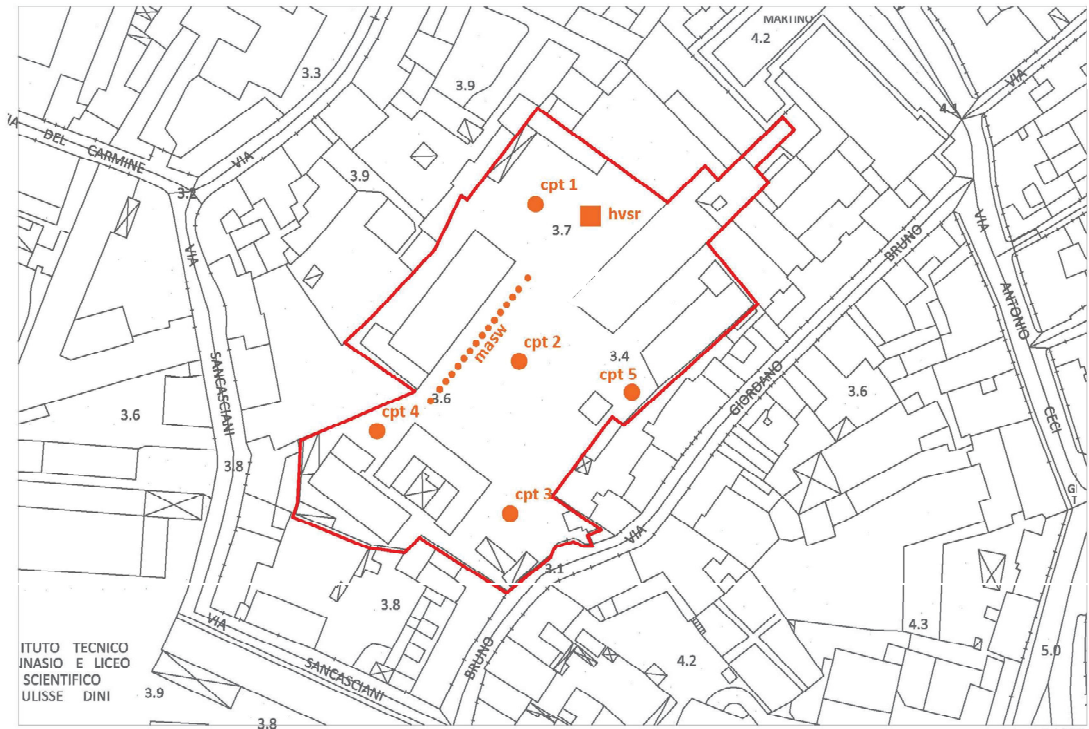 MARTINO
4.2
3.3
3.9
VIA
4.1
VIA
DEL CARMINE
VIA
3.2
3.9
cpt 1
hvsr
3.7
VIA
BRUNO
VIA
ANTONIO
masw
cpt 2
3.4
cpt 5
GIORDANO
3.6
SANCASCIANI
3.6
3.6
cpt 4
CECI
3.8
cpt 3
VIA
3.1
3.8
VIA
4.3
ITUTO TECNICO
INASIO E LICEO
SCIENTIFICO
ULISSE DINI
SANCASCIANI
BRUNO
4.2
5.0
3.9
3.8